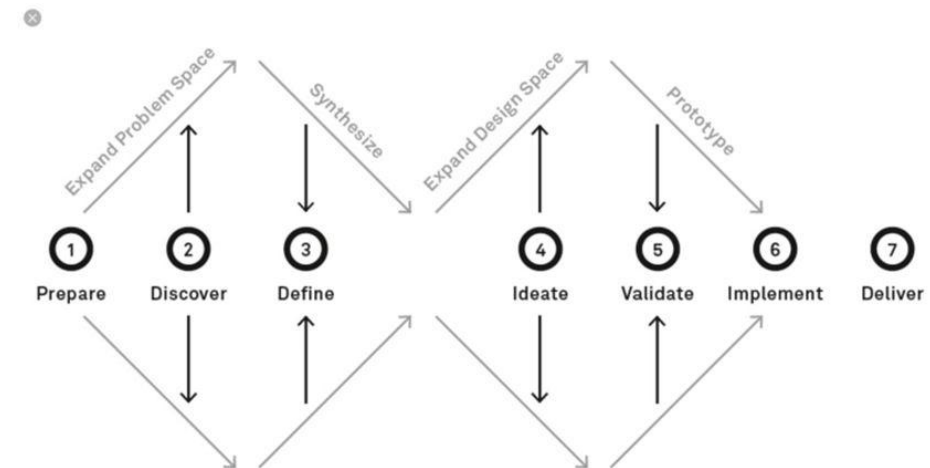 Expand Problem Space
Synthesize
Expand Design Space
Prototype
1 2 3 4 5 6 7
Prepare Discover Define Ideate Validate Implement Deliver